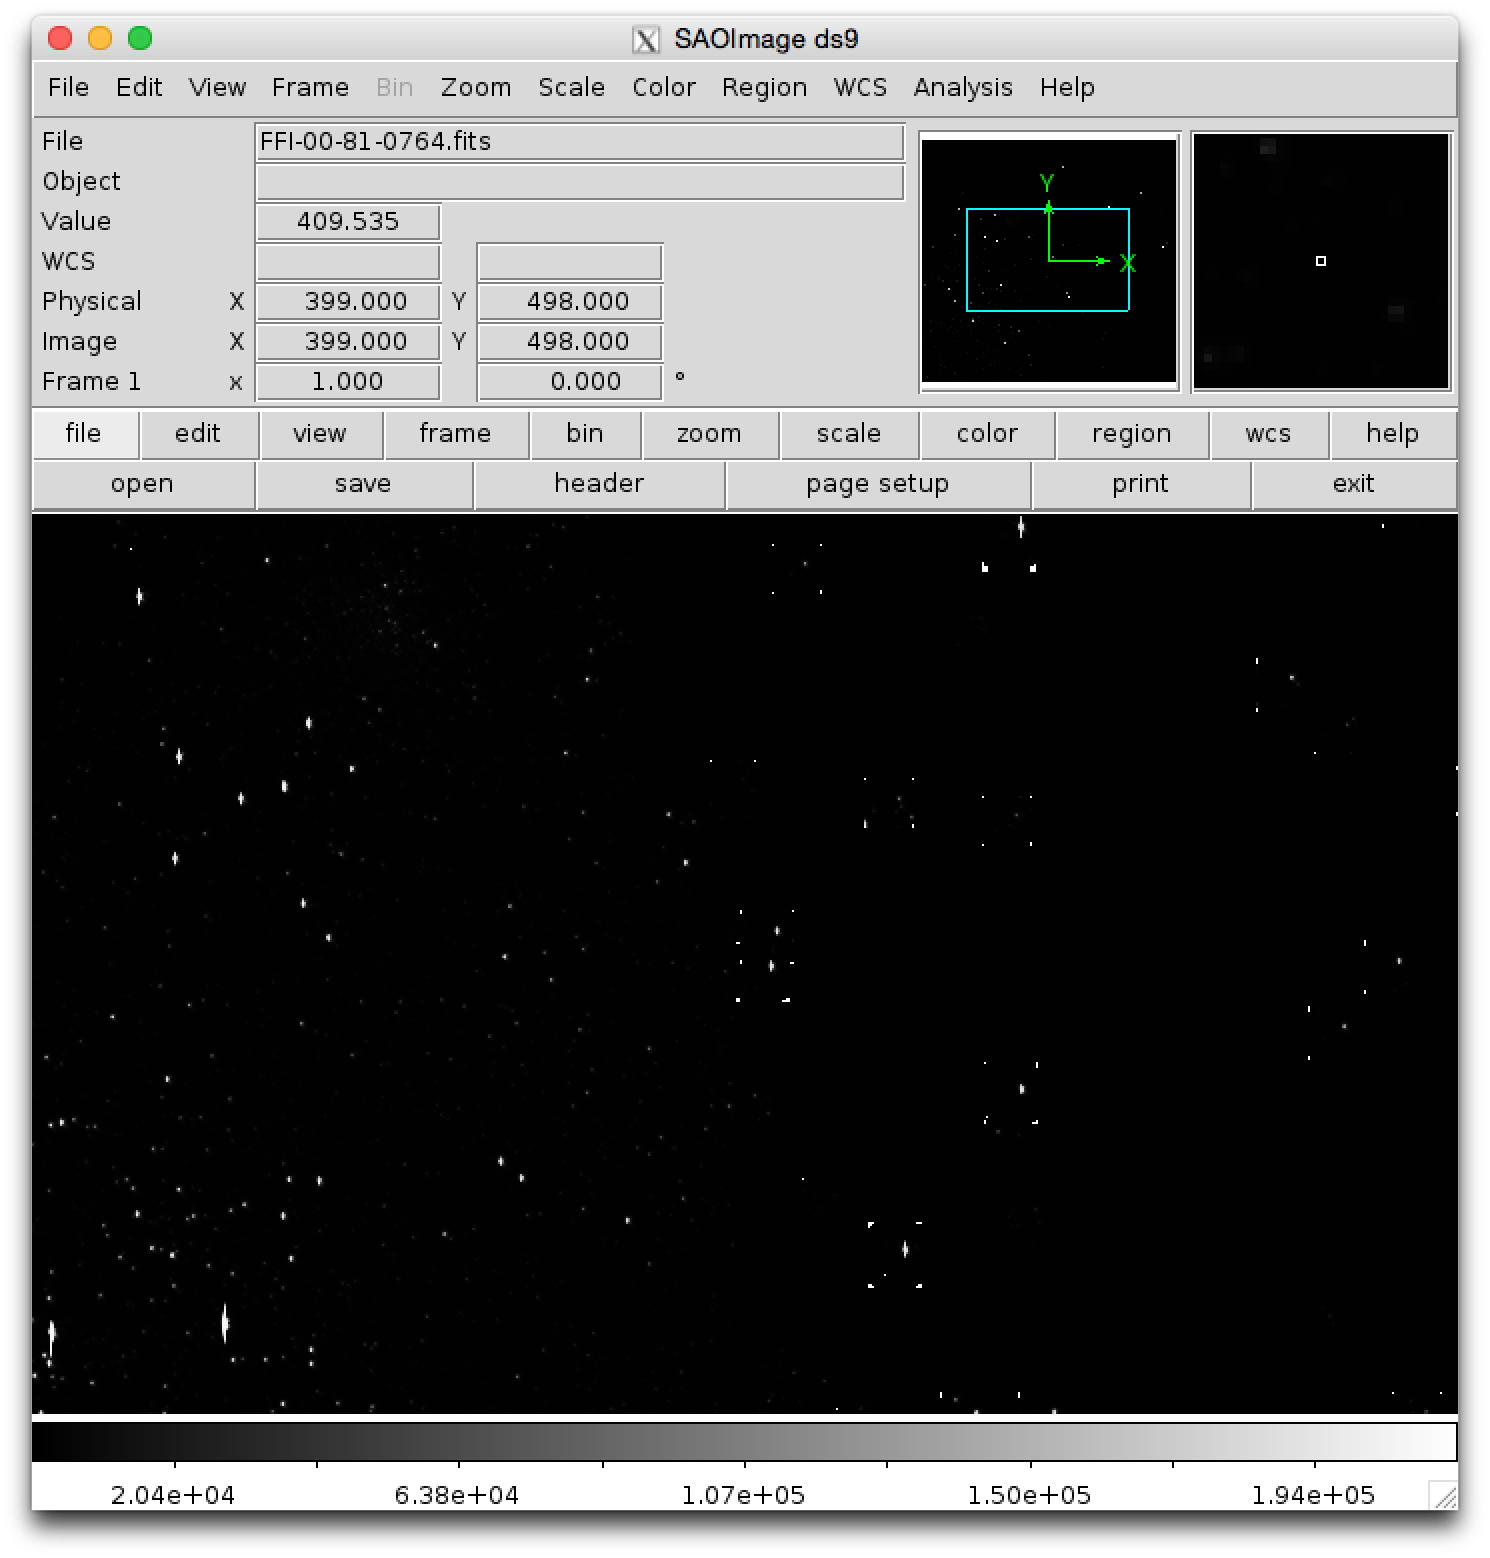 SAOImage ds9
File Edit View Frame Bin Zoom Scale Color Region WCS Analysis Help
File FFI-00-81-0764.fits
Object
Value 409.535
WCS
Physical X 399.000 Y 498.000
Image X 399.000 Y 498.000
Frame 1 x 1.000 0.000 °
Y
X
file edit view frame bin zoom scale color region wcs help
open save header page setup print exit
2.04e+04 6.38e+04 1.07e+05 1.50e+05 1.94e+05